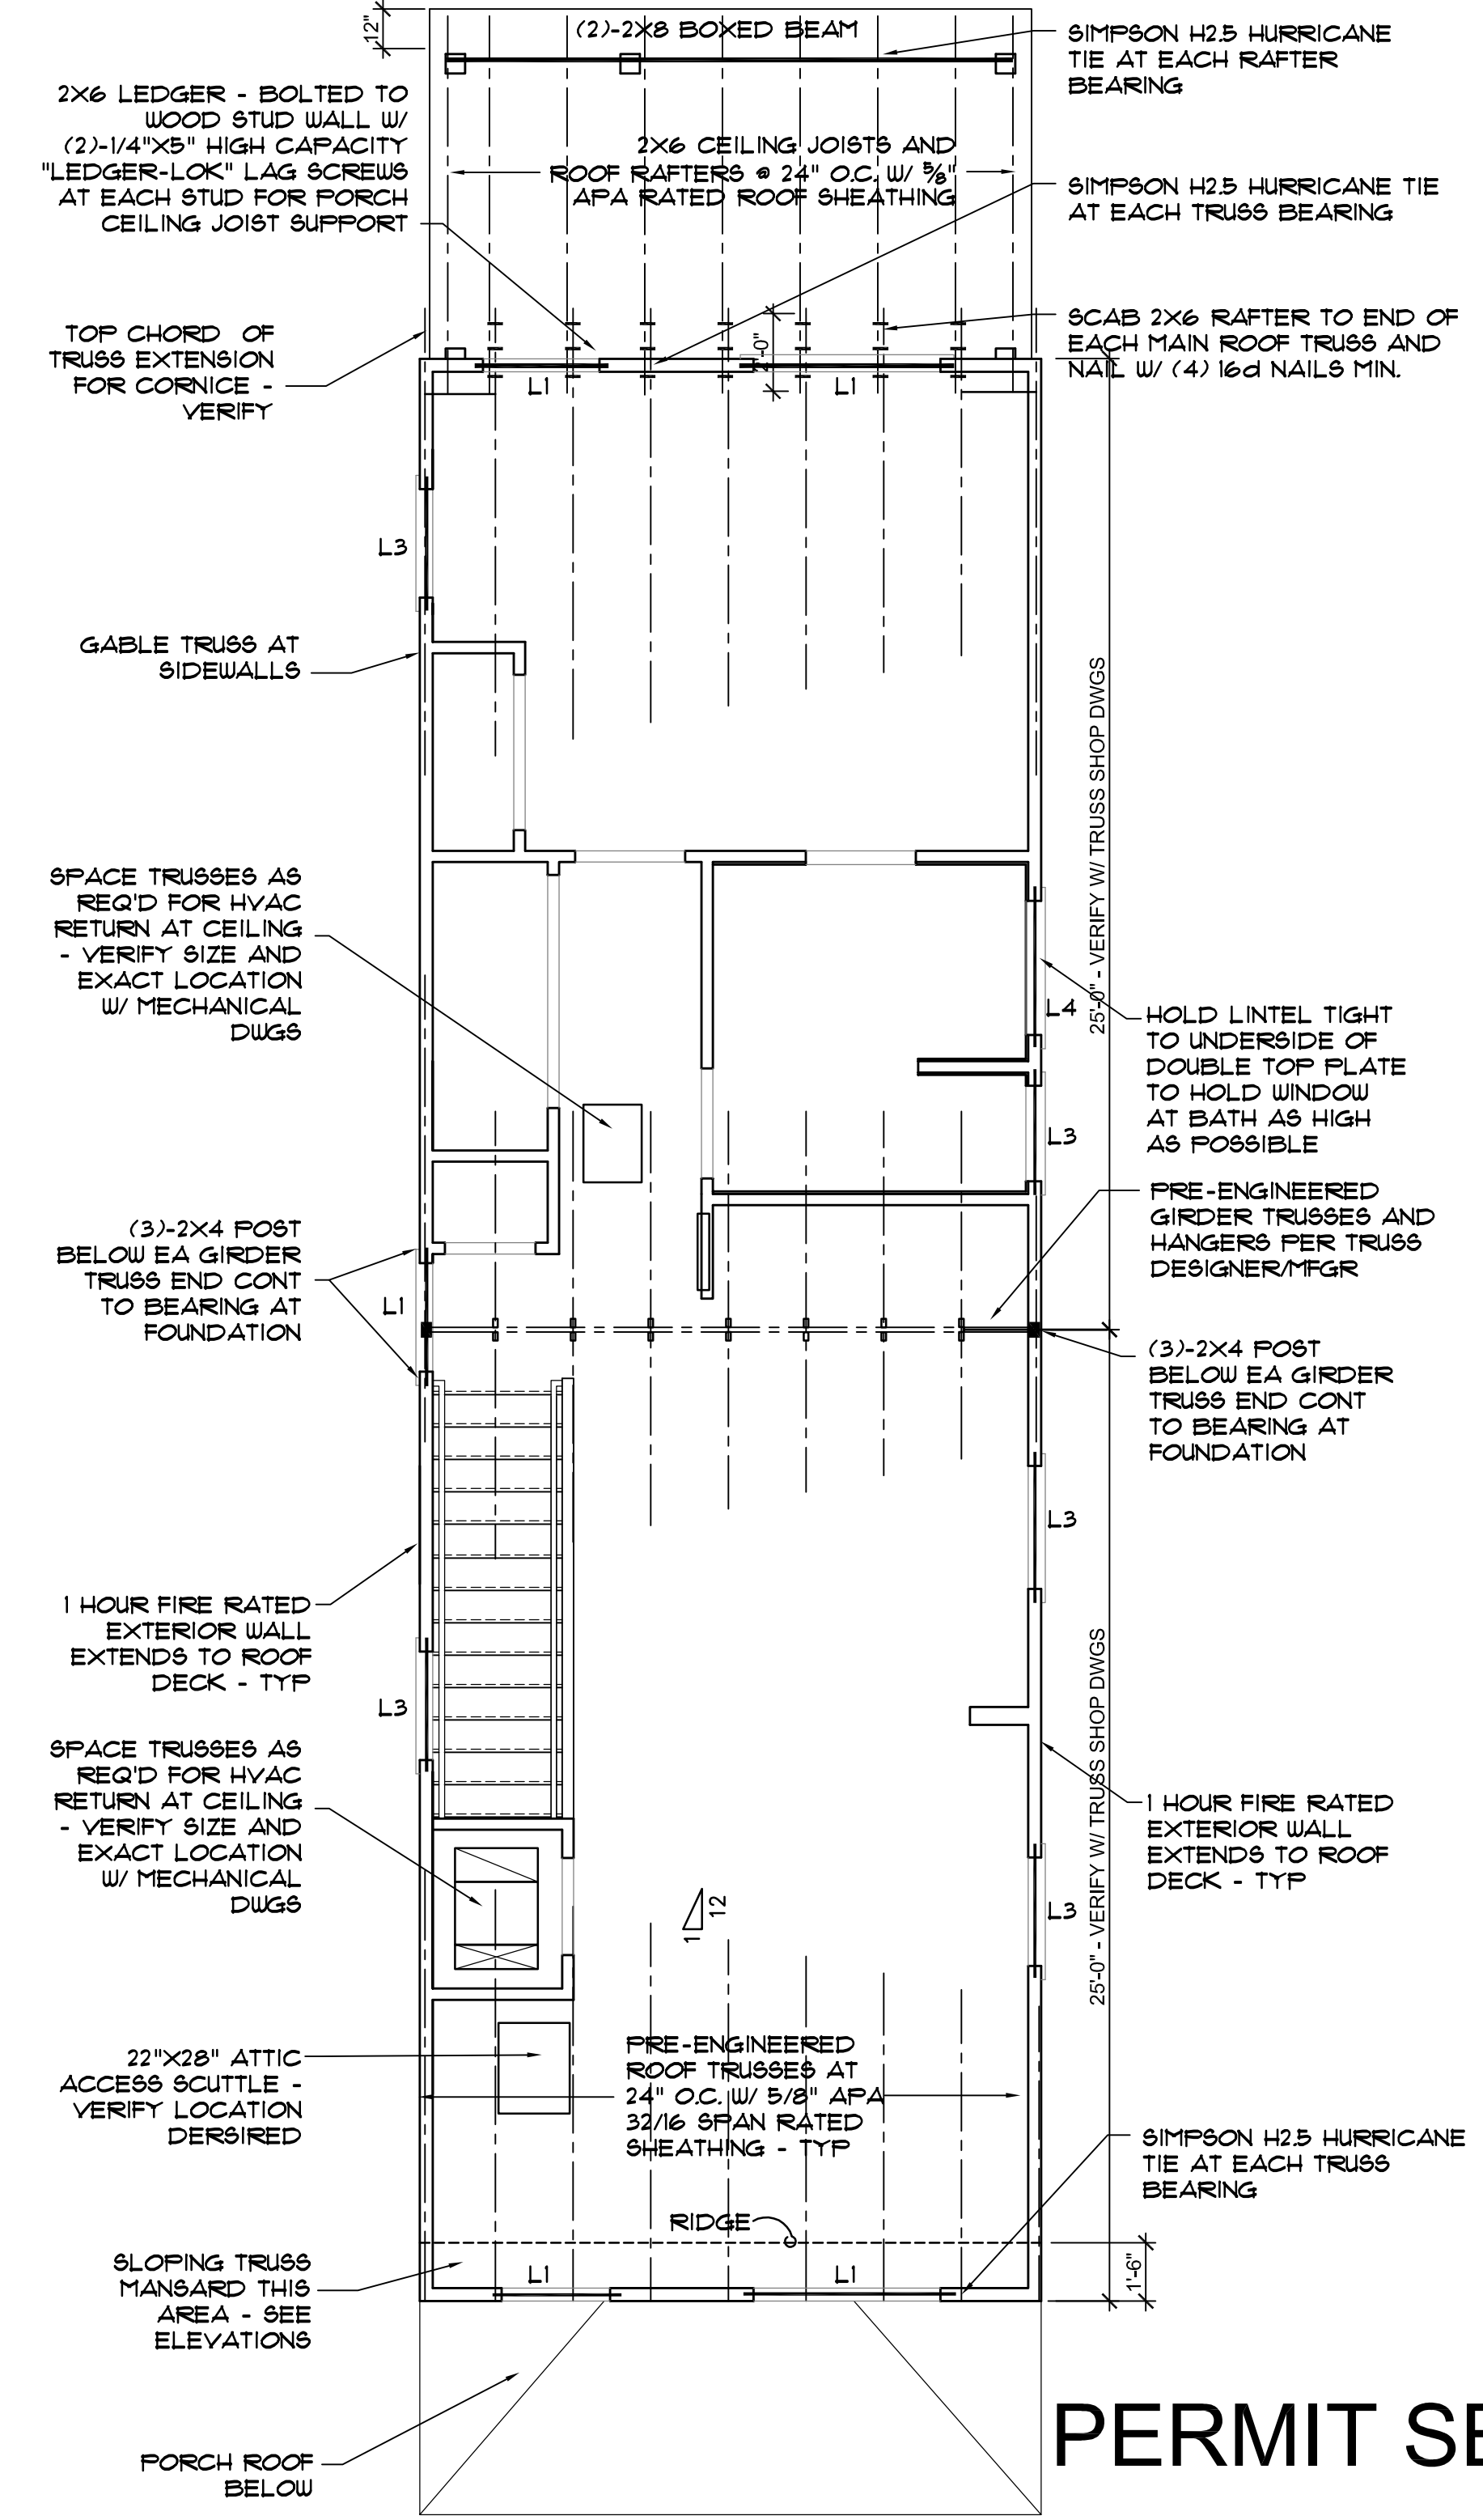 12"
(2)-2X8 BOXED BEAM
SIMPSON H2.5 HURRICANE
TIE AT EACH RAFTER
BEARING
2X6 LEDGER - BOLTED TO
WOOD STUD WALL W/
(2)-1/4"X5" HIGH CAPACITY
"LEDGER-LOK" LAG SCREWS
AT EACH STUD FOR PORCH
CEILING JOIST SUPPORT
2X6 CEILING JOISTS AND
ROOF RAFTERS @ 24" O.C. W/ 5/8"
APA RATED ROOF SHEATHING
SIMPSON H2.5 HURRICANE TIE
AT EACH TRUSS BEARING
TOP CHORD OF
TRUSS EXTENSION
FOR CORNICE -
VERIFY
SCAB 2X6 RAFTER TO END OF
EACH MAIN ROOF TRUSS AND
NAIL W/ (4) 16d NAILS MIN.
2'-0"
L1
L1
L3
GABLE TRUSS AT
SIDEWALLS
25'-0" - VERIFY W/ TRUSS SHOP DWGS
SPACE TRUSSES AS
REQ'D FOR HVAC
RETURN AT CEILING
- VERIFY SIZE AND
EXACT LOCATION
W/ MECHANICAL
DWGS
L4
HOLD LINTEL TIGHT
TO UNDERSIDE OF
DOUBLE TOP PLATE
TO HOLD WINDOW
AT BATH AS HIGH
AS POSSIBLE
L3
PRE-ENGINEERED
GIRDER TRUSSES AND
HANGERS PER TRUSS
DESIGNER/MFGR
(3)-2X4 POST
BELOW EA GIRDER
TRUSS END CONT
TO BEARING AT
FOUNDATION
L1
(3)-2X4 POST
BELOW EA GIRDER
TRUSS END CONT
TO BEARING AT
FOUNDATION
L3
1 HOUR FIRE RATED
EXTERIOR WALL
EXTENDS TO ROOF
DECK - TYP
L3
25'-0" - VERIFY W/ TRUSS SHOP DWGS
SPACE TRUSSES AS
REQ'D FOR HVAC
RETURN AT CEILING
- VERIFY SIZE AND
EXACT LOCATION
W/ MECHANICAL
DWGS
1 HOUR FIRE RATED
EXTERIOR WALL
EXTENDS TO ROOF
DECK - TYP
L3
12
1
22"X28" ATTIC
ACCESS SCUTTLE -
VERIFY LOCATION
DERSIRED
PRE-ENGINEERED
ROOF TRUSSES AT
24" O.C. W/ 5/8" APA
32/16 SPAN RATED
SHEATHING - TYP
SIMPSON H2.5 HURRICANE
TIE AT EACH TRUSS
BEARING
RIDGE
1'-6"
SLOPING TRUSS
MANSARD THIS
AREA - SEE
ELEVATIONS
L1
L1
PORCH ROOF
BELOW
PERMIT SE